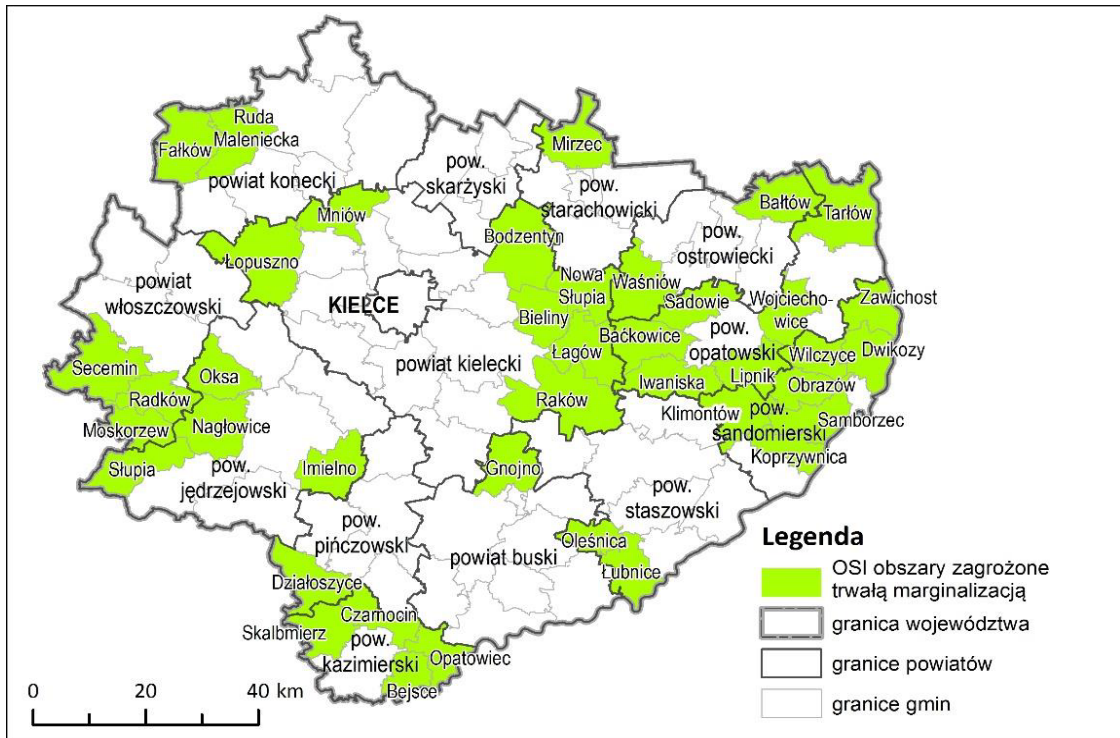 Ruda
Maleniecka
Fałków
powiat konecki
Mirzec
pow.
skarżyski
pow.
starachowicki
Bałtów
Tarłów
Mniów
Bodzentyn
pow.
ostrowiecki
Łopuszno
powiat
włoszczowski
Nowa
Słupia
Waśniów
Sadowie
Wojciecho-
wice
Zawichost
KIELCE
Bieliny
Baćkowice
pow.
opatowski
Wilczyce
Dwikozy
powiat kielecki
Łagów
Secemin
Oksa
Iwaniska
Lipnik
Obrazów
Radków
Raków
Klimontów
Samborzec
Moskorzew
Nagłowice
pow.
sandomierski
Koprzywnica
Słupia
Imielno
Gnojno
pow.
jędrzejowski
pow.
staszowski
pow.
pińczowski
powiat buski
Oleśnica
Łubnice
Działoszyce
Czarnocin
Skalbmierz
pow.
kazimierski
Opatowiec
Bejsce
0 20 40 km
Legenda
OSI obszary zagrożone
trwałą marginalizacją
granica województwa
granice powiatów
granice gmin